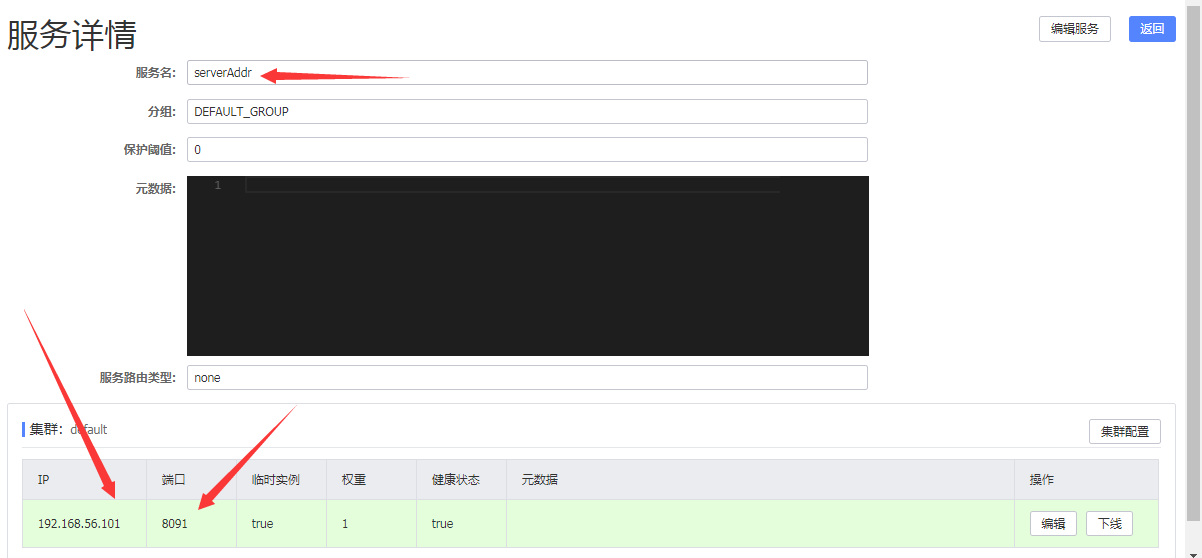 服务详情
编辑服务
返回
服务名: serverAddr
分组: DEFAULT_GROUP
保护阈值: 0
元数据:
1
服务路由类型: none
集群: default
集群配置
IP 端口 临时实例 权重 健康状态 元数据 操作
192.168.56.101 8091 true 1 true 编辑 下线